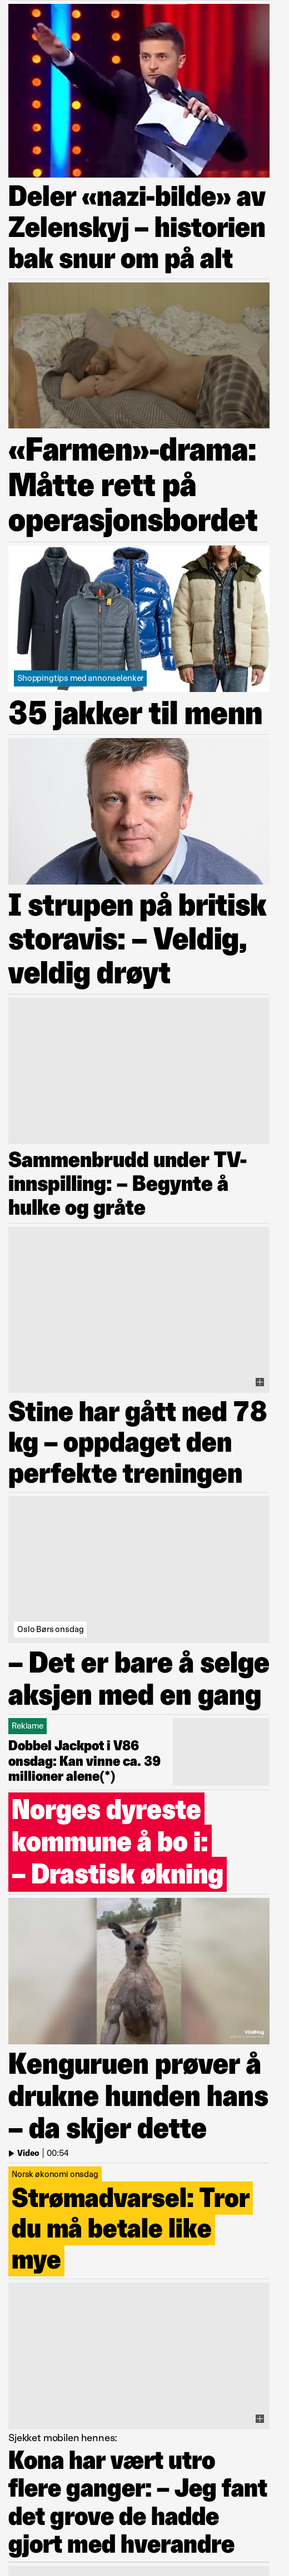 Deler «nazi-bilde» av
Zelenskyj – historien
bak snur om på alt
«Farmen»-drama:
Måtte rett på
operasjonsbordet
Shoppingtips med annonselenker
35 jakker til menn
I strupen på britisk
storavis: – Veldig,
veldig drøyt
Sammenbrudd under TV-
innspilling: – Begynte å
hulke og gråte
Stine har gått ned 78
kg – oppdaget den
perfekte treningen
Oslo Børs onsdag
– Det er bare å selge
aksjen med en gang
Reklame
Dobbel Jackpot i V86
onsdag: Kan vinne ca. 39
millioner alene(*)
Norges dyreste
kommune å bo i:
– Drastisk økning
ViralHog
Kenguruen prøver å
drukne hunden hans
– da skjer dette
Video | 00:54
Norsk økonomi onsdag
Strømadvarsel: Tror
du må betale like
mye
Sjekket mobilen hennes:
Kona har vært utro
flere ganger: – Jeg fant
det grove de hadde
gjort med hverandre